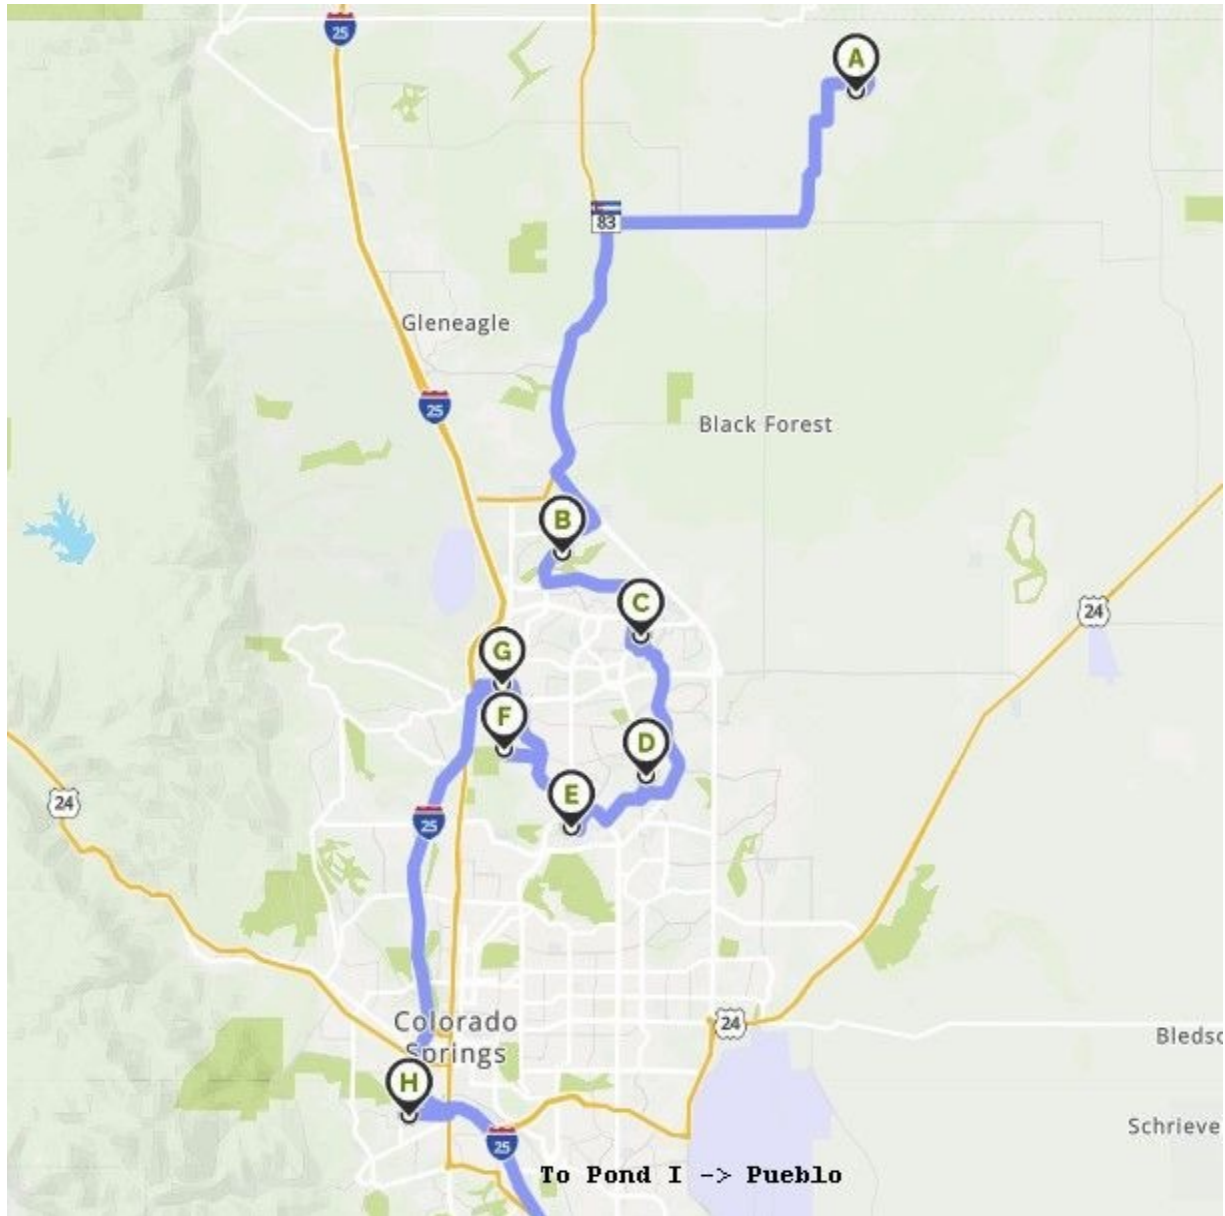 25
A
83
Gleneagle
25
Black Forest
B
C
24
G
F
D
24
E
25
Colorado
Springs
24
Bledsc
H
Schrieve
25
To Pond I -> Pueblo